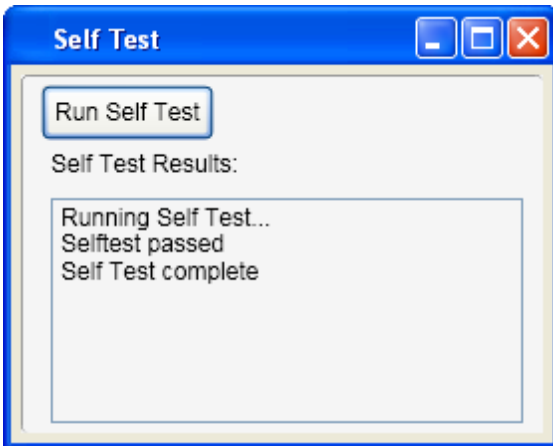 Self Test
Run Self Test
Self Test Results:
Running Self Test...
Selftest passed
Self Test complete